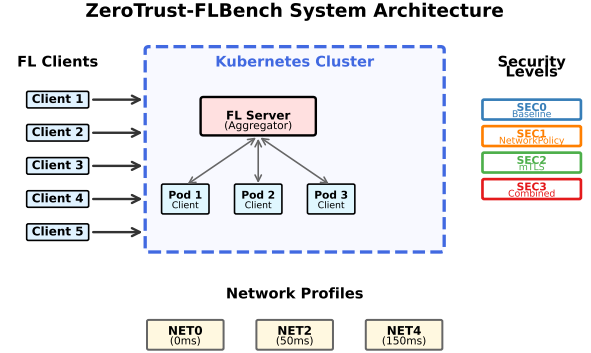 ZeroTrust-FLBench System Architecture
FL Clients
Client 1
Client 2
Client 3
Client 4
Client 5
Kubernetes Cluster
FL Server
(Aggregator)
Pod 1
Client
Pod 2
Client
Pod 3
Client
Security
Levels
SEC0
Baseline
SEC1
NetworkPolicy
SEC2
mTLS
SEC3
Combined
Network Profiles
NET0
(0ms)
NET2
(50ms)
NET4
(150ms)